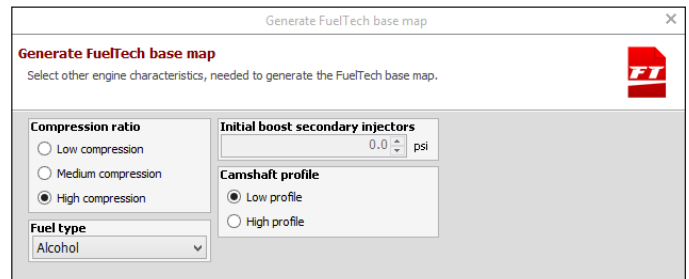 Generate FuelTech base map
Generate FuelTech base map
Select other engine characteristics, needed to generate the FuelTech base map.
FT
Compression ratio
Low compression
Medium compression
High compression
Fuel type
Alcohol
Initial boost secondary injectors
0.0 psi
Camshaft profile
Low profile
High profile